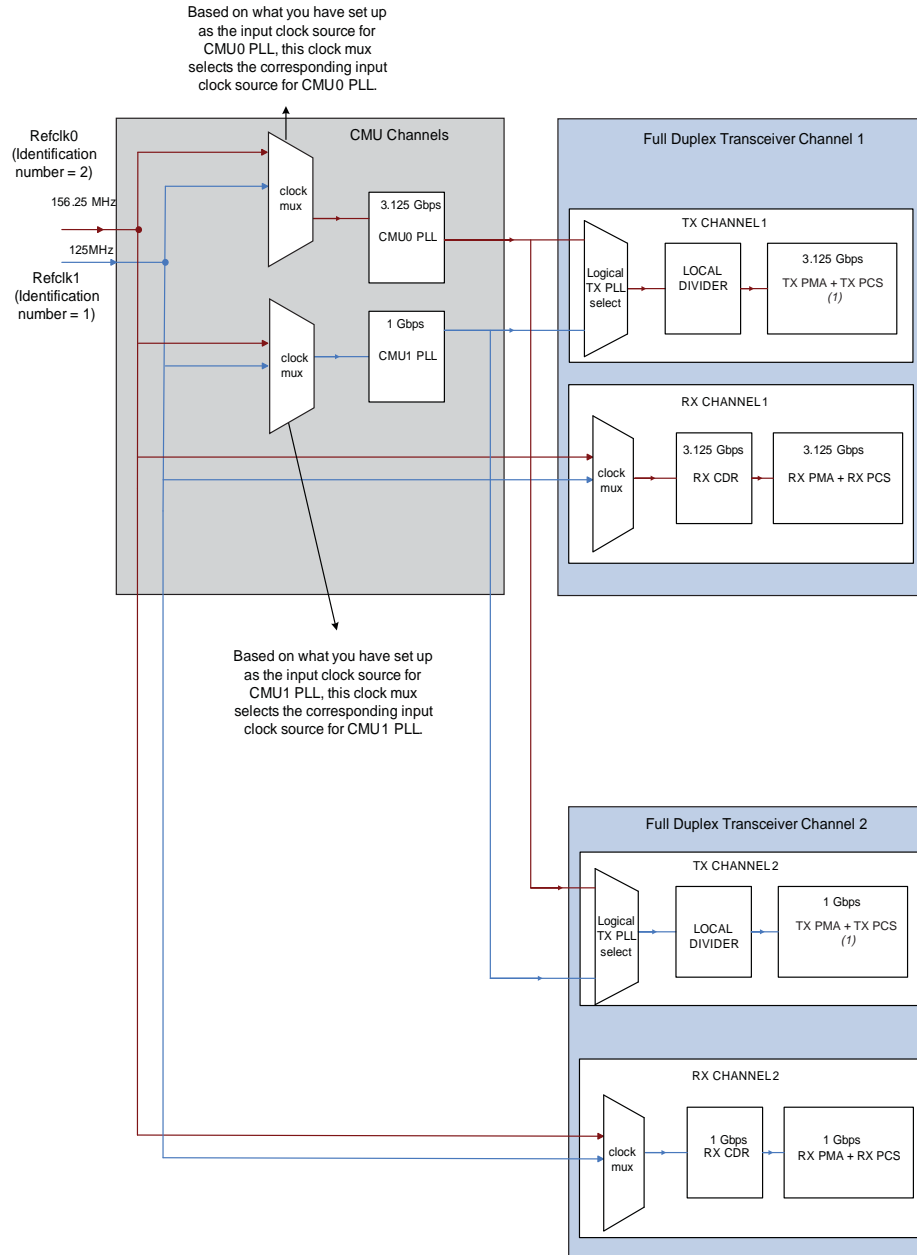 Based on what you have set up
as the input clock source for
CMU0 PLL, this clock mux
selects the corresponding input
clock source for CMU0 PLL.
Refclk0
(Identification
number = 2)
156.25 MHz
125MHz
Refclk1
(Identification
number = 1)
CMU Channels
clock
mux
3.125 Gbps
CMU0 PLL
clock
mux
1 Gbps
CMU1 PLL
Based on what you have set up
as the input clock source for
CMU1 PLL, this clock mux
selects the corresponding input
clock source for CMU1 PLL.
Full Duplex Transceiver Channel 1
TX CHANNEL1
Logical
TX PLL
select
LOCAL
DIVIDER
3.125 Gbps
TX PMA + TX PCS
(1)
RX CHANNEL1
clock
mux
3.125 Gbps
RX CDR
3.125 Gbps
RX PMA + RX PCS
Full Duplex Transceiver Channel 2
TX CHANNEL2
Logical
TX PLL
select
LOCAL
DIVIDER
1 Gbps
TX PMA + TX PCS
(1)
RX CHANNEL2
clock
mux
1 Gbps
RX CDR
1 Gbps
RX PMA + RX PCS